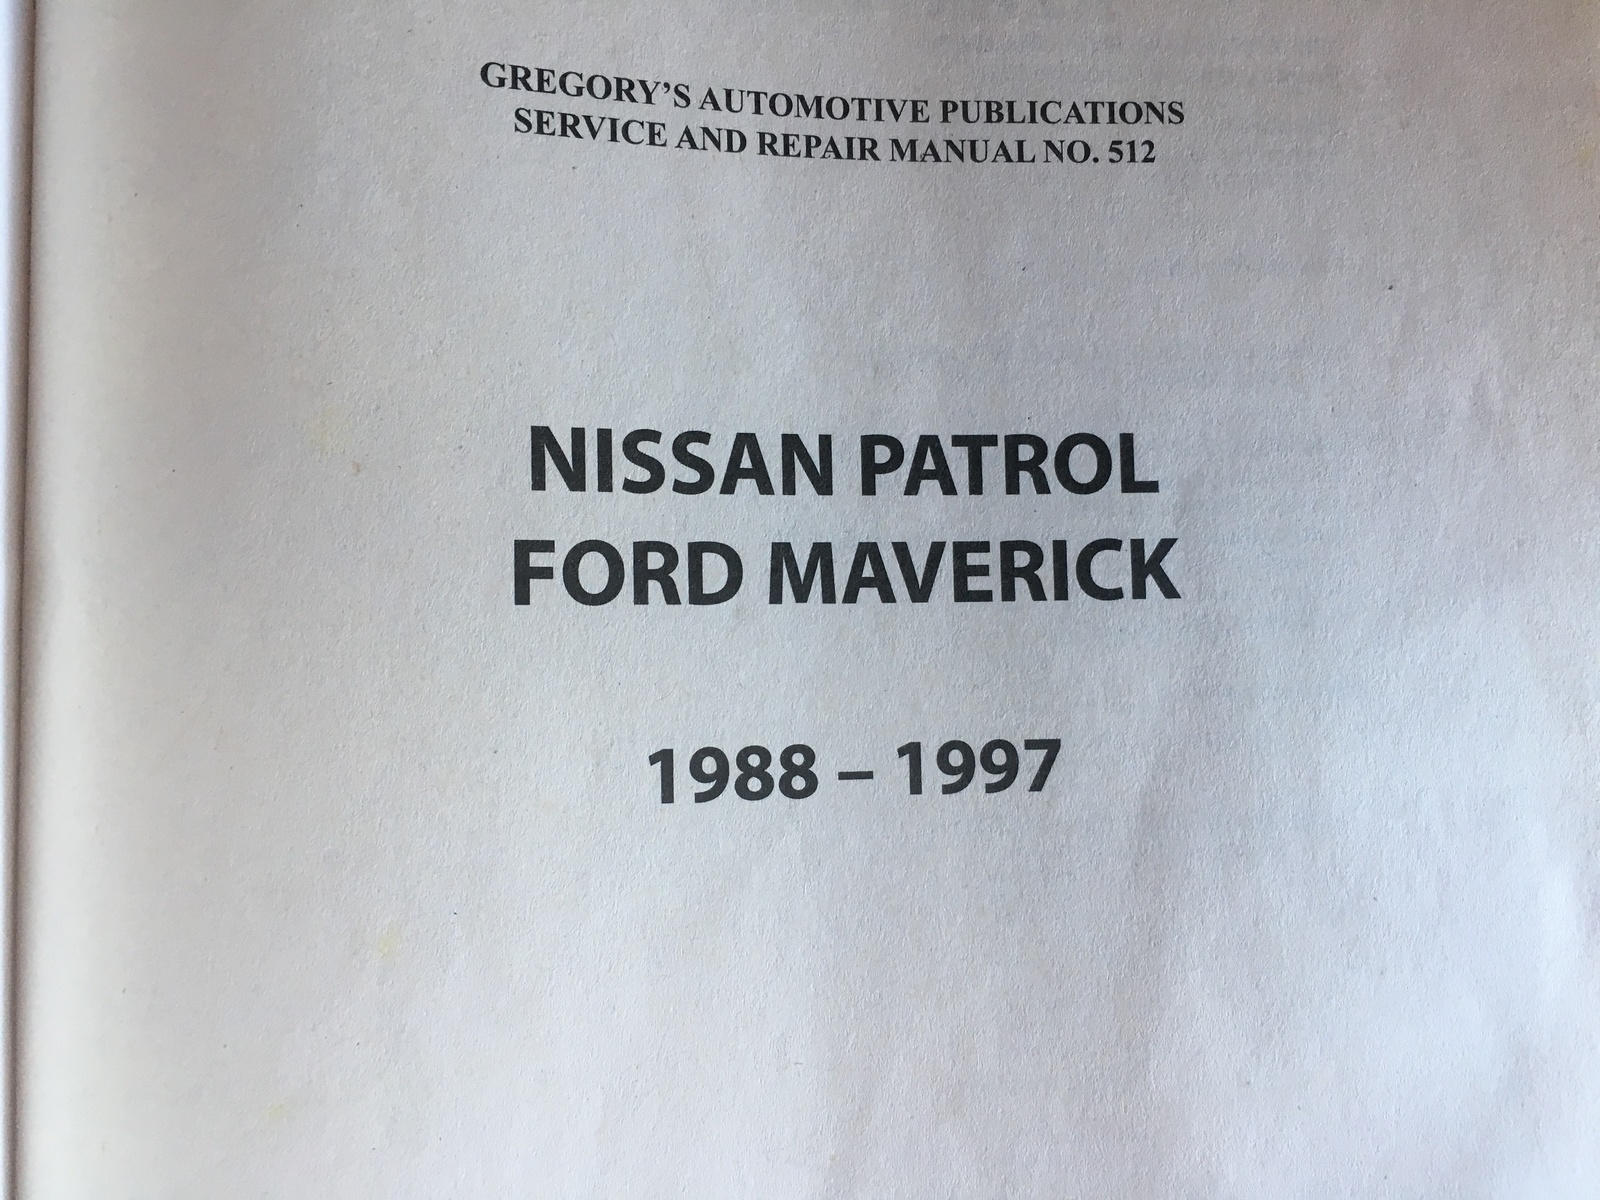 GREGORY'S AUTOMOTIVE PUBLICATIONS
SERVICE AND REPAIR MANUAL NO. 512
NISSAN PATROL
FORD MAVERICK
1988 – 1997